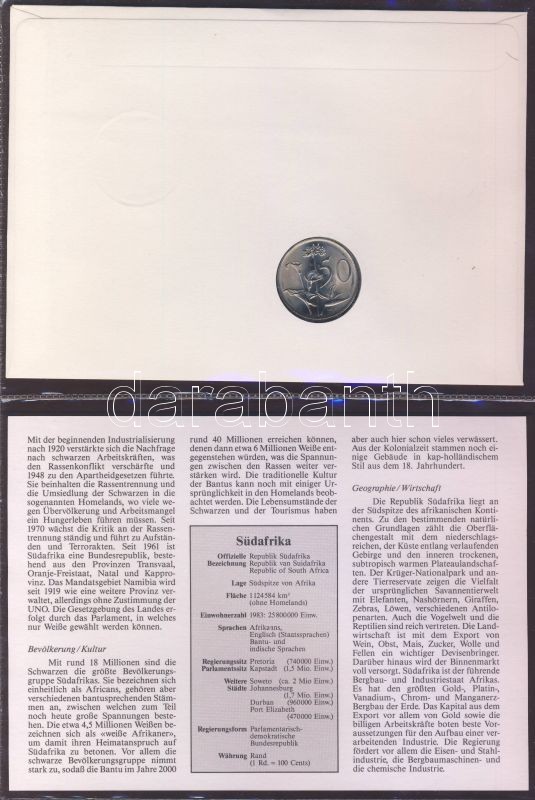 50
darabanth
Mit der beginnenden Industrialisierung
nach 1920 verstärkte sich die Nachfrage
nach schwarzen Arbeitskräften, was
den Rassenkonflikt verschärfte und
1948 zu den Apartheidgesetzen führte.
Sie beinhalten die Rassentrennung und
die Umsiedlung der Schwarzen in die
sogenannten Homelands, wo viele we-
gen Übervölkerung und Arbeitsmangel
ein Hungerleben führen müssen. Seit
1970 wächst die Kritik an der Rassen-
trennung ständig und führt zu Aufstän-
den und Terrorakten. Seit 1961 ist
Südafrika eine Bundesrepublik, beste-
hend aus den Provinzen Transvaal,
Oranje-Freistaat, Natal und Kappro-
vinz. Das Mandatsgebiet Namibia wird
seit 1919 wie eine weitere Provinz ver-
waltet, allerdings ohne Zustimmung der
UNO. Die Gesetzgebung des Landes er-
folgt durch das Parlament, in welches
nur Weiße gewählt werden können.
Bevölkerung/Kultur
Mit rund 18 Millionen sind die
Schwarzen die größte Bevölkerungs-
gruppe Südafrikas. Sie bezeichnen sich
einheitlich als Africans, gehören aber
verschiedenen bantusprechenden Stäm-
men an, zwischen welchen zum Teil
noch heute große Spannungen beste-
hen. Die etwa 4,5 Millionen Weißen be-
zeichnen sich als «weiße Afrikaner»,
um damit ihren Heimatanspruch auf
Südafrika zu betonen. Vor allem die
schwarze Bevölkerungsgruppe nimmt
stark zu, sodaß die Bantu im Jahre 2000
rund 40 Millionen erreichen können,
denen dann etwa 6 Millionen Weiße ent-
gegenstehen würden, was die Spannun-
gen zwischen den Rassen weiter ver-
stärken wird. Die traditionelle Kultur
der Bantus kann noch mit einiger Ur-
sprünglichkeit in den Homelands beob-
achtet werden. Die Lebensumstände der
Schwarzen und der Tourismus haben
Südafrika
Offizielle Republik Südafrika
Bezeichnung Republik van Suidafrika
Republic of South Africa
Lage Südspitze von Afrika
Fläche 1 124 584 km²
(ohne Homelands)
Einwohnerzahl 1983: 25 800 000 Einw.
Sprachen Afrikaans,
Englisch (Staatssprachen)
Bantu- und
indische Sprachen
Regierungssitz Pretoria (740000 Einw.)
Parlamentssitz Kapstadt (1,5 Mio. Einw.)
Weitere Soweto (ca. 2 Mio Einw.)
Städte Johannesburg
(1,7 Mio. Einw.)
Durban (960000 Einw.)
Port Elizabeth
(470000 Einw.)
Regierungsform Parlamentarisch-
demokratische
Bundesrepublik
Währung Rand
(1 Rd. = 100 Cents)
aber auch hier schon vieles verwässert.
Aus der Kolonialzeit stammen noch ei-
nige Gebäude in kap-holländischem
Stil aus dem 18. Jahrhundert.
Geographie/Wirtschaft
Die Republik Südafrika liegt an
der Südspitze des afrikanischen Konti-
nents. Zu den bestimmenden natürli-
chen Grundlagen zählt die Oberflä-
chengestalt mit dem niederschlags-
reichen, der Küste entlang verlaufenden
Gebirge und den inneren trockenen,
subtropisch warmen Plateaulandschaf-
ten. Der Krüger-Nationalpark und an-
dere Tierreservate zeigen die Vielfalt
der ursprünglichen Savannentierwelt
mit Elefanten, Nashörnern, Giraffen,
Zebras, Löwen, verschiedenen Antilo-
penarten. Auch die Vogelwelt und die
Reptilien sind reich vertreten. Die Land-
wirtschaft ist mit dem Export von
Wein, Obst, Mais, Zucker, Wolle und
Fellen ein wichtiger Devisenbringer.
Darüber hinaus wird der Binnenmarkt
voll versorgt. Südafrika ist der führende
Bergbau- und Industriestaat Afrikas.
Es hat den größten Gold-, Platin-,
Vanadium-, Chrom- und Manganerz-
Bergbau der Erde. Das Kapital aus dem
Export vor allem von Gold sowie die
billigen Arbeitskräfte boten beste Vor-
aussetzungen für den Aufbau einer ver-
arbeitenden Industrie. Die Regierung
fördert vor allem die Eisen- und Stahl-
industrie, die Bergbaumaschinen- und
die chemische Industrie.